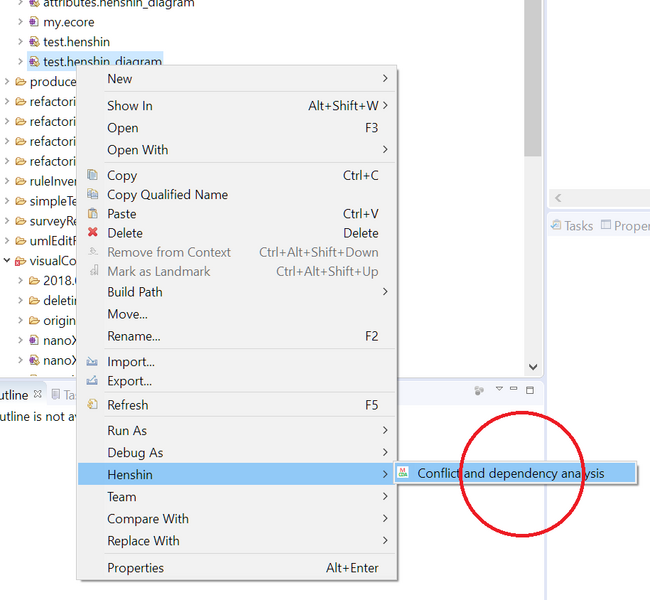 attributes.henshin_diagram
my.ecore
test.henshin
test.henshin_diagram
produce
New
Show In Alt+Shift+W
refactori
Open F3
refactori
Open With
refactori
refactori
Copy Ctrl+C
ruleInver
Copy Qualified Name
simpleTe
Paste Ctrl+V
surveyRe
Delete Delete
Tasks Proper
umlEditF
Remove from Context Ctrl+Alt+Shift+Down
visualCo
Mark as Landmark Ctrl+Alt+Shift+Up
2018.
Build Path
deletin
Move...
origin
Rename... F2
nanoX
nanoX
Import...
Export...
utline Ta
Refresh F5
utline is not av
Run As
Debug As
Henshin
Conflict and dependency analysis
Team
Compare With
Replace With
Properties Alt+Enter